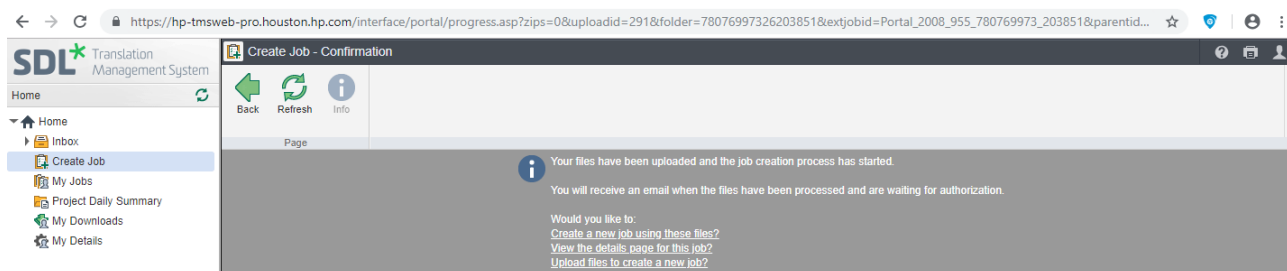 https://hp-tmsweb-pro.houston.hp.com/interface/portal/progress.asp?zips=0&uploadid=291&folder=78076997326203851&extjobid=Portal_2008_955_780769973_203851&parentid...
SDL Translation Management System
Create Job - Confirmation
Home
Back Refresh Info
Page
Home
Inbox
Create Job
My Jobs
Project Daily Summary
My Downloads
My Details
Your files have been uploaded and the job creation process has started.
You will receive an email when the files have been processed and are waiting for authorization.
Would you like to:
Create a new job using these files?
View the details page for this job?
Upload files to create a new job?